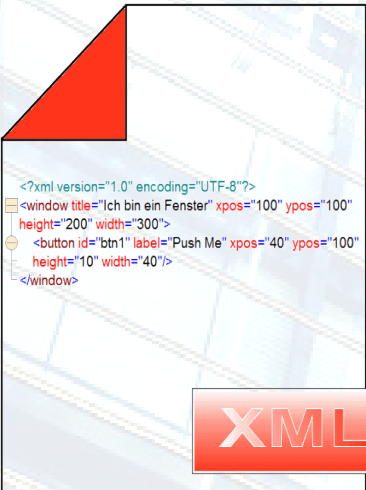 <?xml version="1.0" encoding="UTF-8"?>
<window title="Ich bin ein Fenster" xpos="100" ypos="100"
height="200" width="300">
<button id="btn1" label="Push Me" xpos="40" ypos="100"
height="10" width="40"/>
</window>
XML